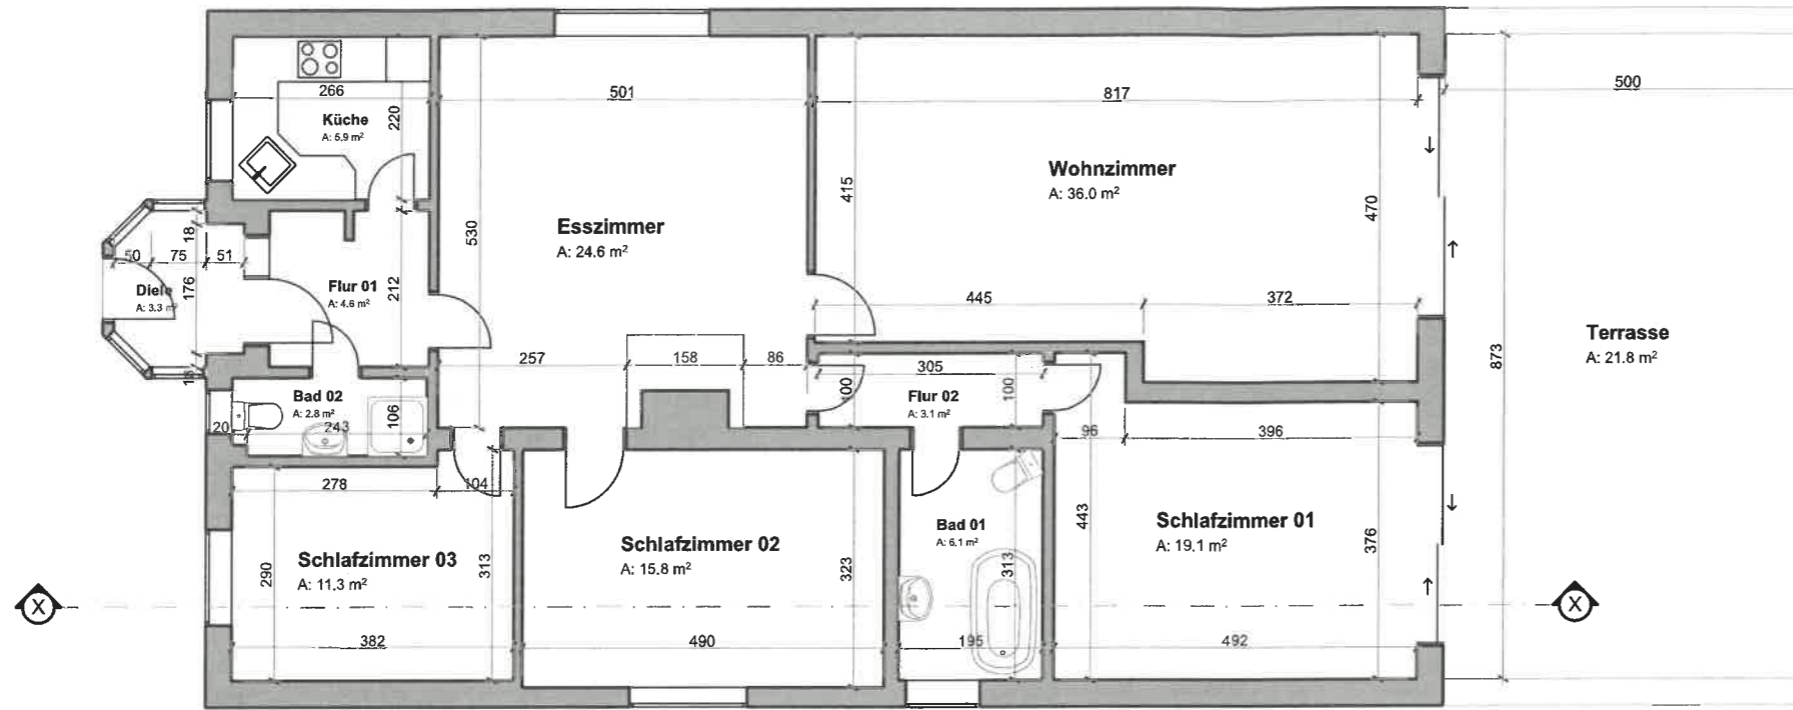 266
501
817
500
Küche
A: 5.9 m²
220
Wohnzimmer
A: 36.0 m²
415
470
Esszimmer
A: 24.6 m²
530
18
50
75
51
176
Diele
A: 3.3 m²
Flur 01
A: 4.6 m²
212
445
372
Terrasse
A: 21.8 m²
873
257
158
86
305
100
100
Flur 02
A: 3.1 m²
Bad 02
A: 2.8 m²
106
20
243
96
396
278
104
Schlafzimmer 03
A: 11.3 m²
290
313
Schlafzimmer 02
A: 15.8 m²
323
Bad 01
A: 6.1 m²
313
443
Schlafzimmer 01
A: 19.1 m²
376
X
X
382
490
195
492